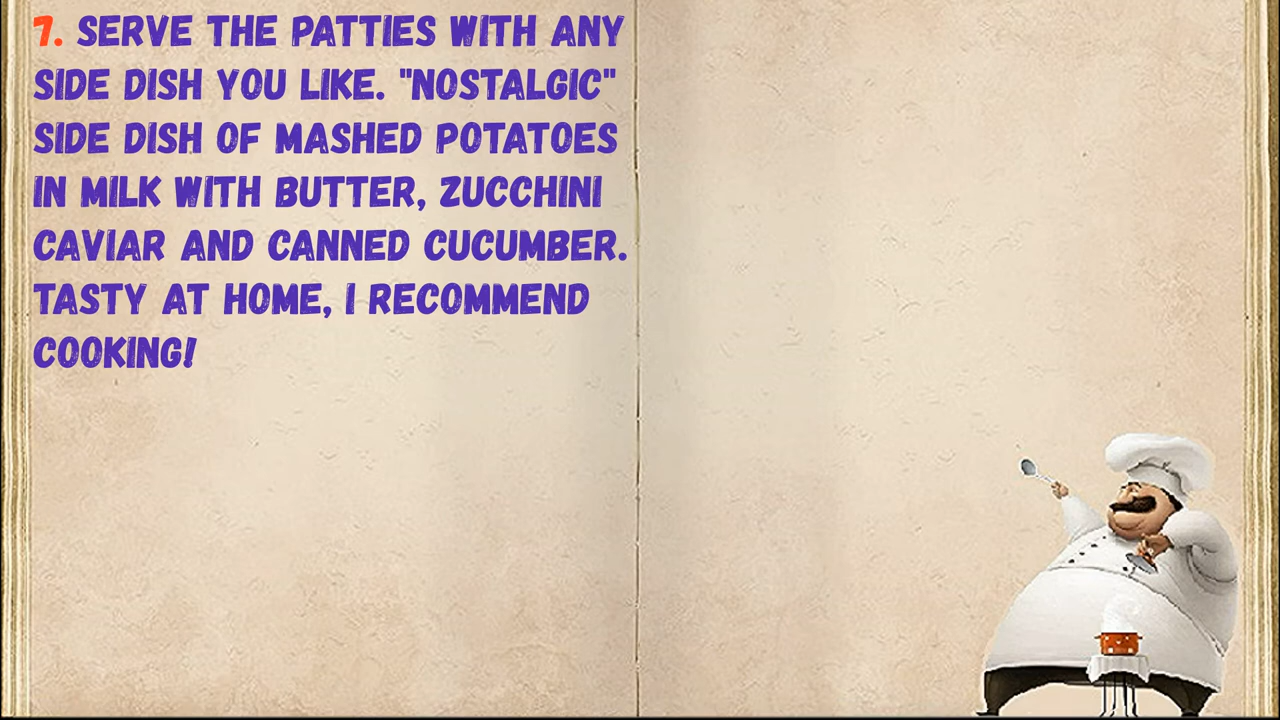 7. SERVE THE PATTIES WITH ANY
SIDE DISH YOU LIKE. "NOSTALGIC"
SIDE DISH OF MASHED POTATOES
IN MILK WITH BUTTER, ZUCCHINI
CAVIAR AND CANNED CUCUMBER.
TASTY AT HOME, I RECOMMEND
COOKING!